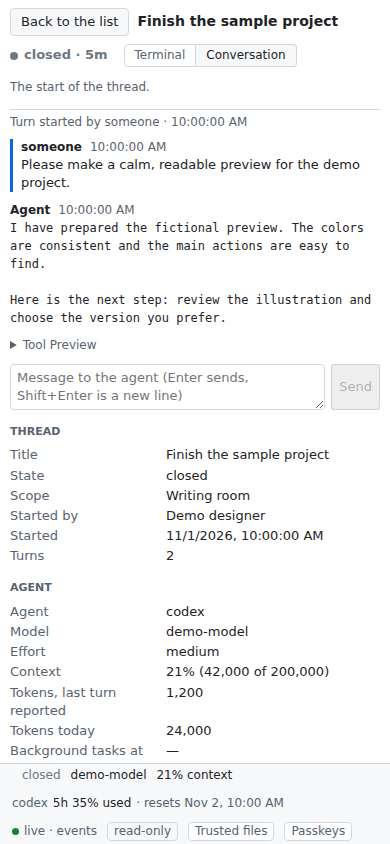 Back to the list Finish the sample project
closed · 5m Terminal Conversation
The start of the thread.
Turn started by someone · 10:00:00 AM
someone 10:00:00 AM
Please make a calm, readable preview for the demo
project.
Agent 10:00:00 AM
I have prepared the fictional preview. The colors
are consistent and the main actions are easy to
find.
Here is the next step: review the illustration and
choose the version you prefer.
Tool Preview
Message to the agent (Enter sends,
Shift+Enter is a new line)
Send
THREAD
Title Finish the sample project
State closed
Scope Writing room
Started by Demo designer
Started 11/1/2026, 10:00:00 AM
Turns 2
AGENT
Agent codex
Model demo-model
Effort medium
Context 21% (42,000 of 200,000)
Tokens, last turn 1,200
reported
Tokens today 24,000
Background tasks at —
closed demo-model 21% context
codex 5h 35% used · resets Nov 2, 10:00 AM
live · events read-only Trusted files Passkeys